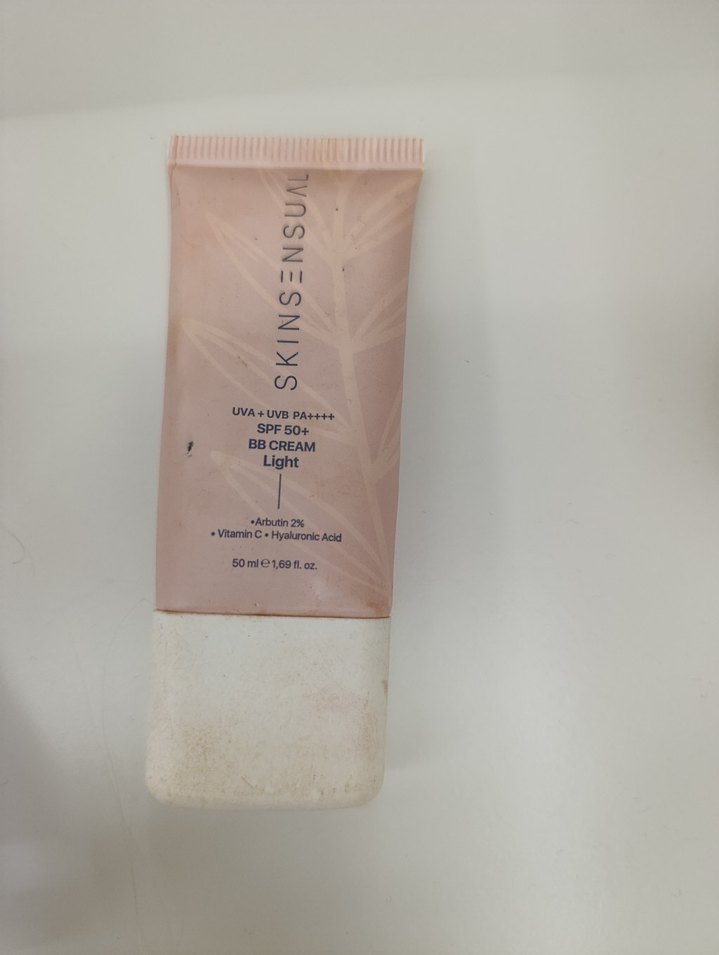 SKINSENSUAL
UVA + UVB PA++++
SPF 50+
BB CREAM
Light
•Arbutin 2%
• Vitamin C • Hyaluronic Acid
50 ml ℮ 1,69 fl. oz.